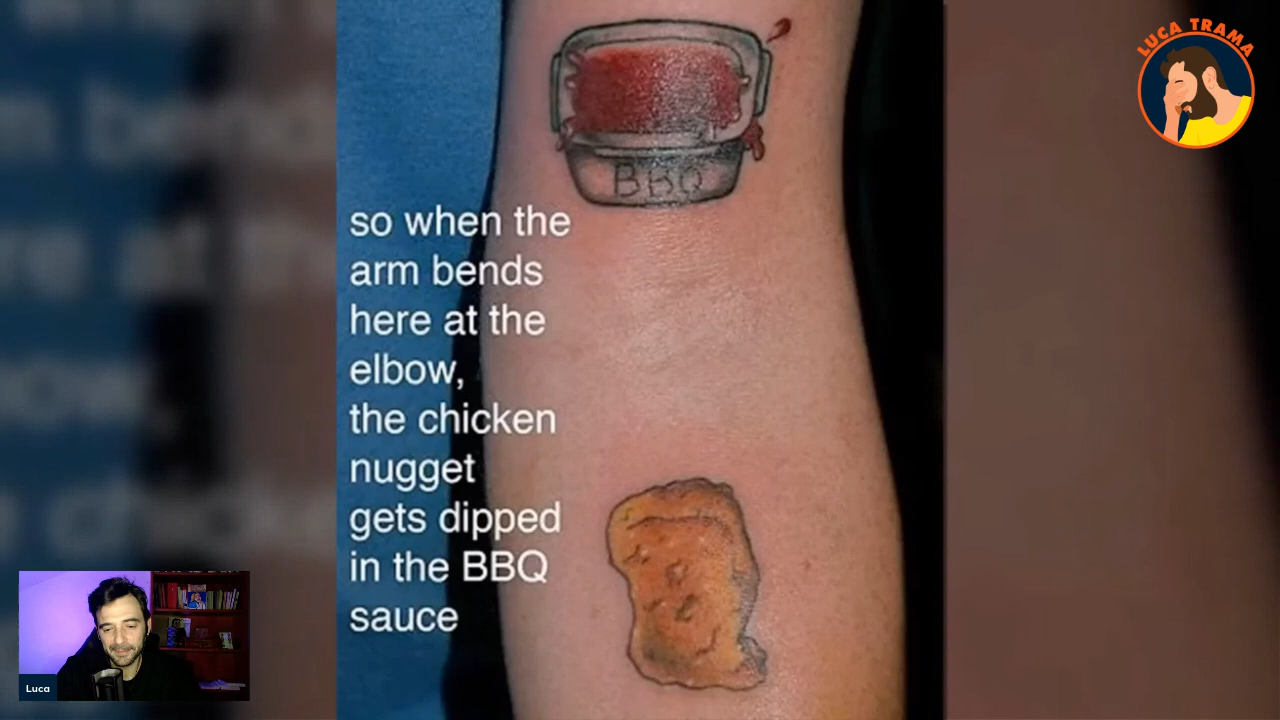 LUCA TRAMA
BBQ
so when the
arm bends
here at the
elbow,
the chicken
nugget
gets dipped
in the BBQ
sauce
Luca